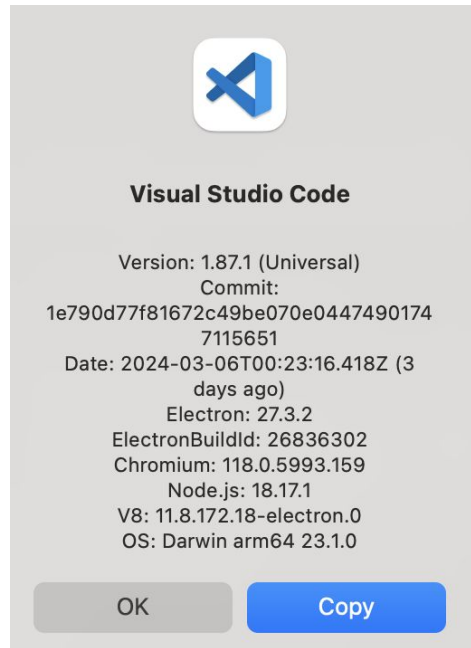 Visual Studio Code
Version: 1.87.1 (Universal)
Commit:
1e790d77f81672c49be070e0447490174
7115651
Date: 2024-03-06T00:23:16.418Z (3
days ago)
Electron: 27.3.2
ElectronBuildId: 26836302
Chromium: 118.0.5993.159
Node.js: 18.17.1
V8: 11.8.172.18-electron.0
OS: Darwin arm64 23.1.0
OK
Copy